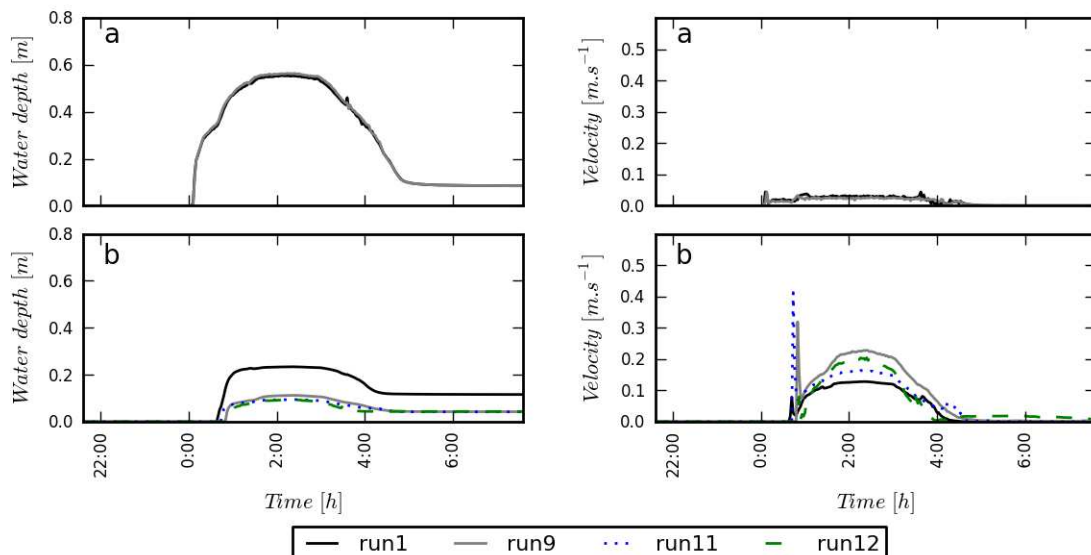 0.8
0.6
0.4
0.2
0.0
Water depth [m]
a
0.5
0.4
0.3
0.2
0.1
0.0
Velocity [m.s⁻¹]
a
0.8
0.6
0.4
0.2
0.0
Water depth [m]
b
22:00
0:00
2:00
4:00
6:00
Time [h]
0.5
0.4
0.3
0.2
0.1
0.0
Velocity [m.s⁻¹]
b
22:00
0:00
2:00
4:00
6:00
Time [h]
run1 run9 run11 run12